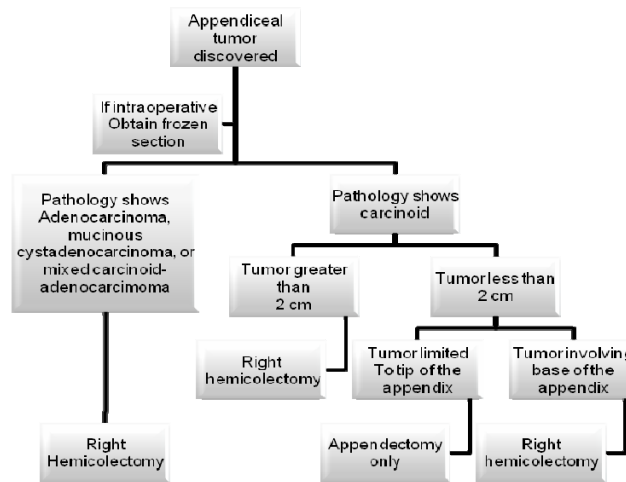 Appendiceal
tumor
discovered
If intraoperative
Obtain frozen
section
Pathology shows
Adenocarcinoma,
mucinous
cystadenocarcinoma, or
mixed carcinoid-
adenocarcimoma
Pathology shows
carcinoid
Tumor greater
than
2 cm
Tumor less than
2 cm
Right
hemicolectomy
Tumor limited
To tip of the
appendix
Tumor involving
base of the
appendix
Right
Hemicolectomy
Appendectomy
only
Right
hemicolectomy